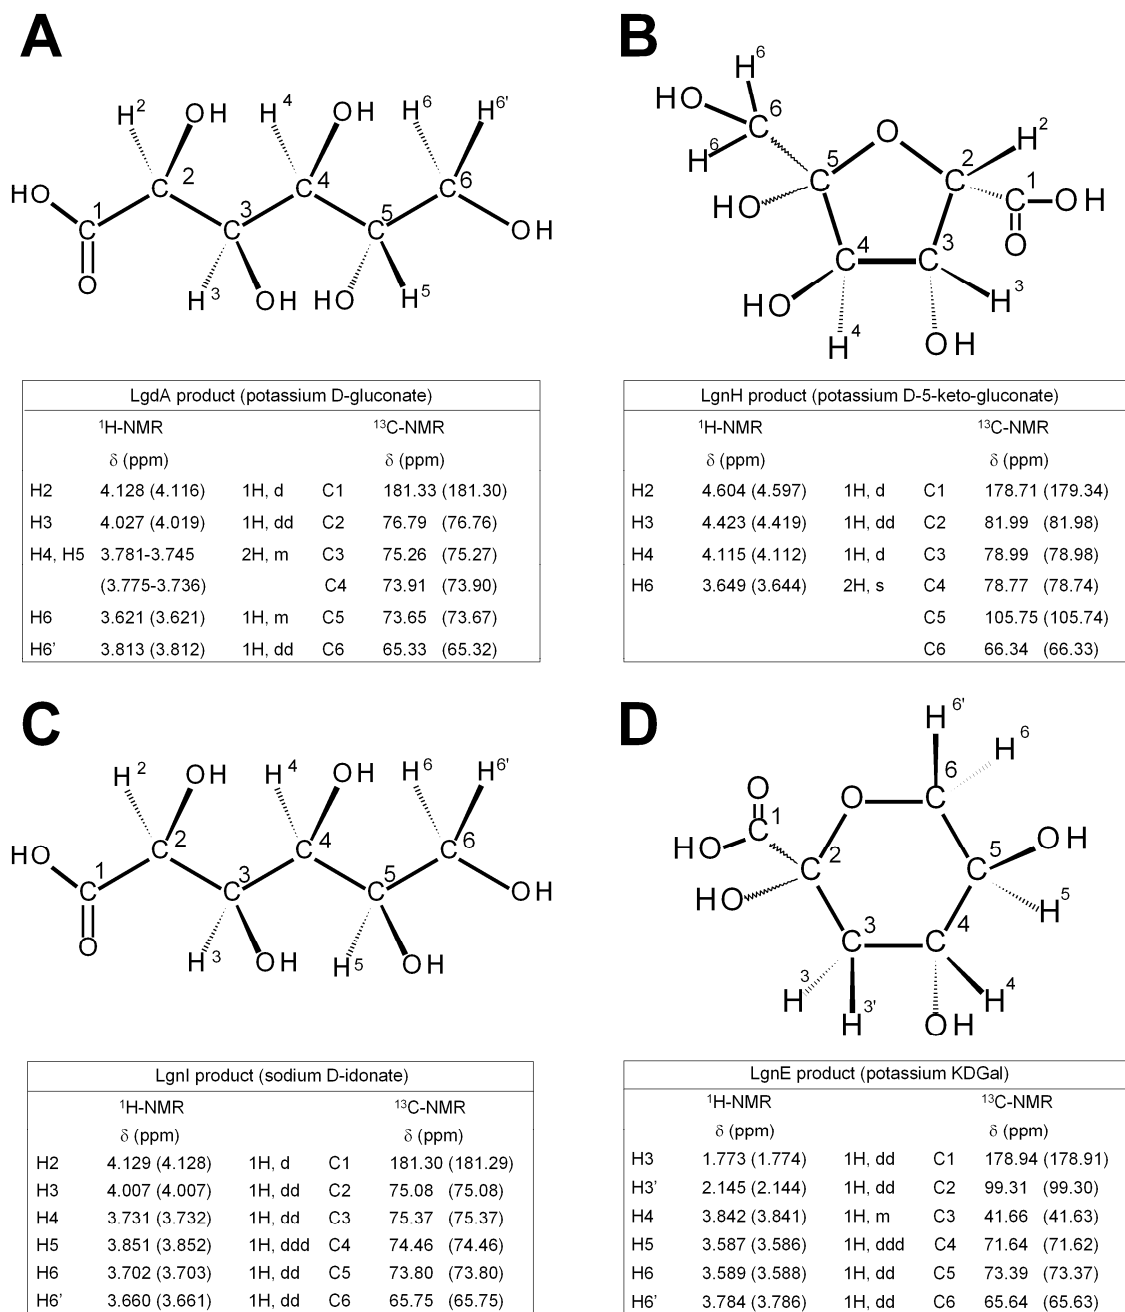 A
H2 OH H4 OH H6 H6'
HO 1 2 3 4 5 6 OH
C C C C C C
O H3 OH HO H5
LgdA product (potassium D-gluconate)
1H-NMR 13C-NMR
δ (ppm) δ (ppm)
H2 4.128 (4.116) 1H, d C1 181.33 (181.30)
H3 4.027 (4.019) 1H, dd C2 76.79 (76.76)
H4, H5 3.781-3.745 2H, m C3 75.26 (75.27)
(3.775-3.736) C4 73.91 (73.90)
H6 3.621 (3.621) 1H, m C5 73.65 (73.67)
H6' 3.813 (3.812) 1H, dd C6 65.33 (65.32)
B
H6
HO C6 O H2
H6 C5 C2 C1 OH
HO O
C4 C3
HO H3
H4 OH
LgnH product (potassium D-5-keto-gluconate)
1H-NMR 13C-NMR
δ (ppm) δ (ppm)
H2 4.604 (4.597) 1H, d C1 178.71 (179.34)
H3 4.423 (4.419) 1H, dd C2 81.99 (81.98)
H4 4.115 (4.112) 1H, d C3 78.99 (78.98)
H6 3.649 (3.644) 2H, s C4 78.77 (78.74)
C5 105.75 (105.74)
C6 66.34 (66.33)
C
H2 OH H4 OH H6 H6'
HO 1 2 3 4 5 6 OH
C C C C C C
O H3 OH H5 OH
LgnI product (sodium D-idonate)
1H-NMR 13C-NMR
δ (ppm) δ (ppm)
H2 4.129 (4.128) 1H, d C1 181.30 (181.29)
H3 4.007 (4.007) 1H, dd C2 75.08 (75.08)
H4 3.731 (3.732) 1H, dd C3 75.37 (75.37)
H5 3.851 (3.852) 1H, ddd C4 74.46 (74.46)
H6 3.702 (3.703) 1H, dd C5 73.80 (73.80)
H6' 3.660 (3.661) 1H, dd C6 65.75 (65.75)
D
H6' H6
O O C6
HO C1 C2 C5 OH
HO H5
C3 C4
H3 H3' H4
OH
LgnE product (potassium KDGal)
1H-NMR 13C-NMR
δ (ppm) δ (ppm)
H3 1.773 (1.774) 1H, dd C1 178.94 (178.91)
H3' 2.145 (2.144) 1H, dd C2 99.31 (99.30)
H4 3.842 (3.841) 1H, m C3 41.66 (41.63)
H5 3.587 (3.586) 1H, ddd C4 71.64 (71.62)
H6 3.589 (3.588) 1H, dd C5 73.39 (73.37)
H6' 3.784 (3.786) 1H, dd C6 65.64 (65.63)